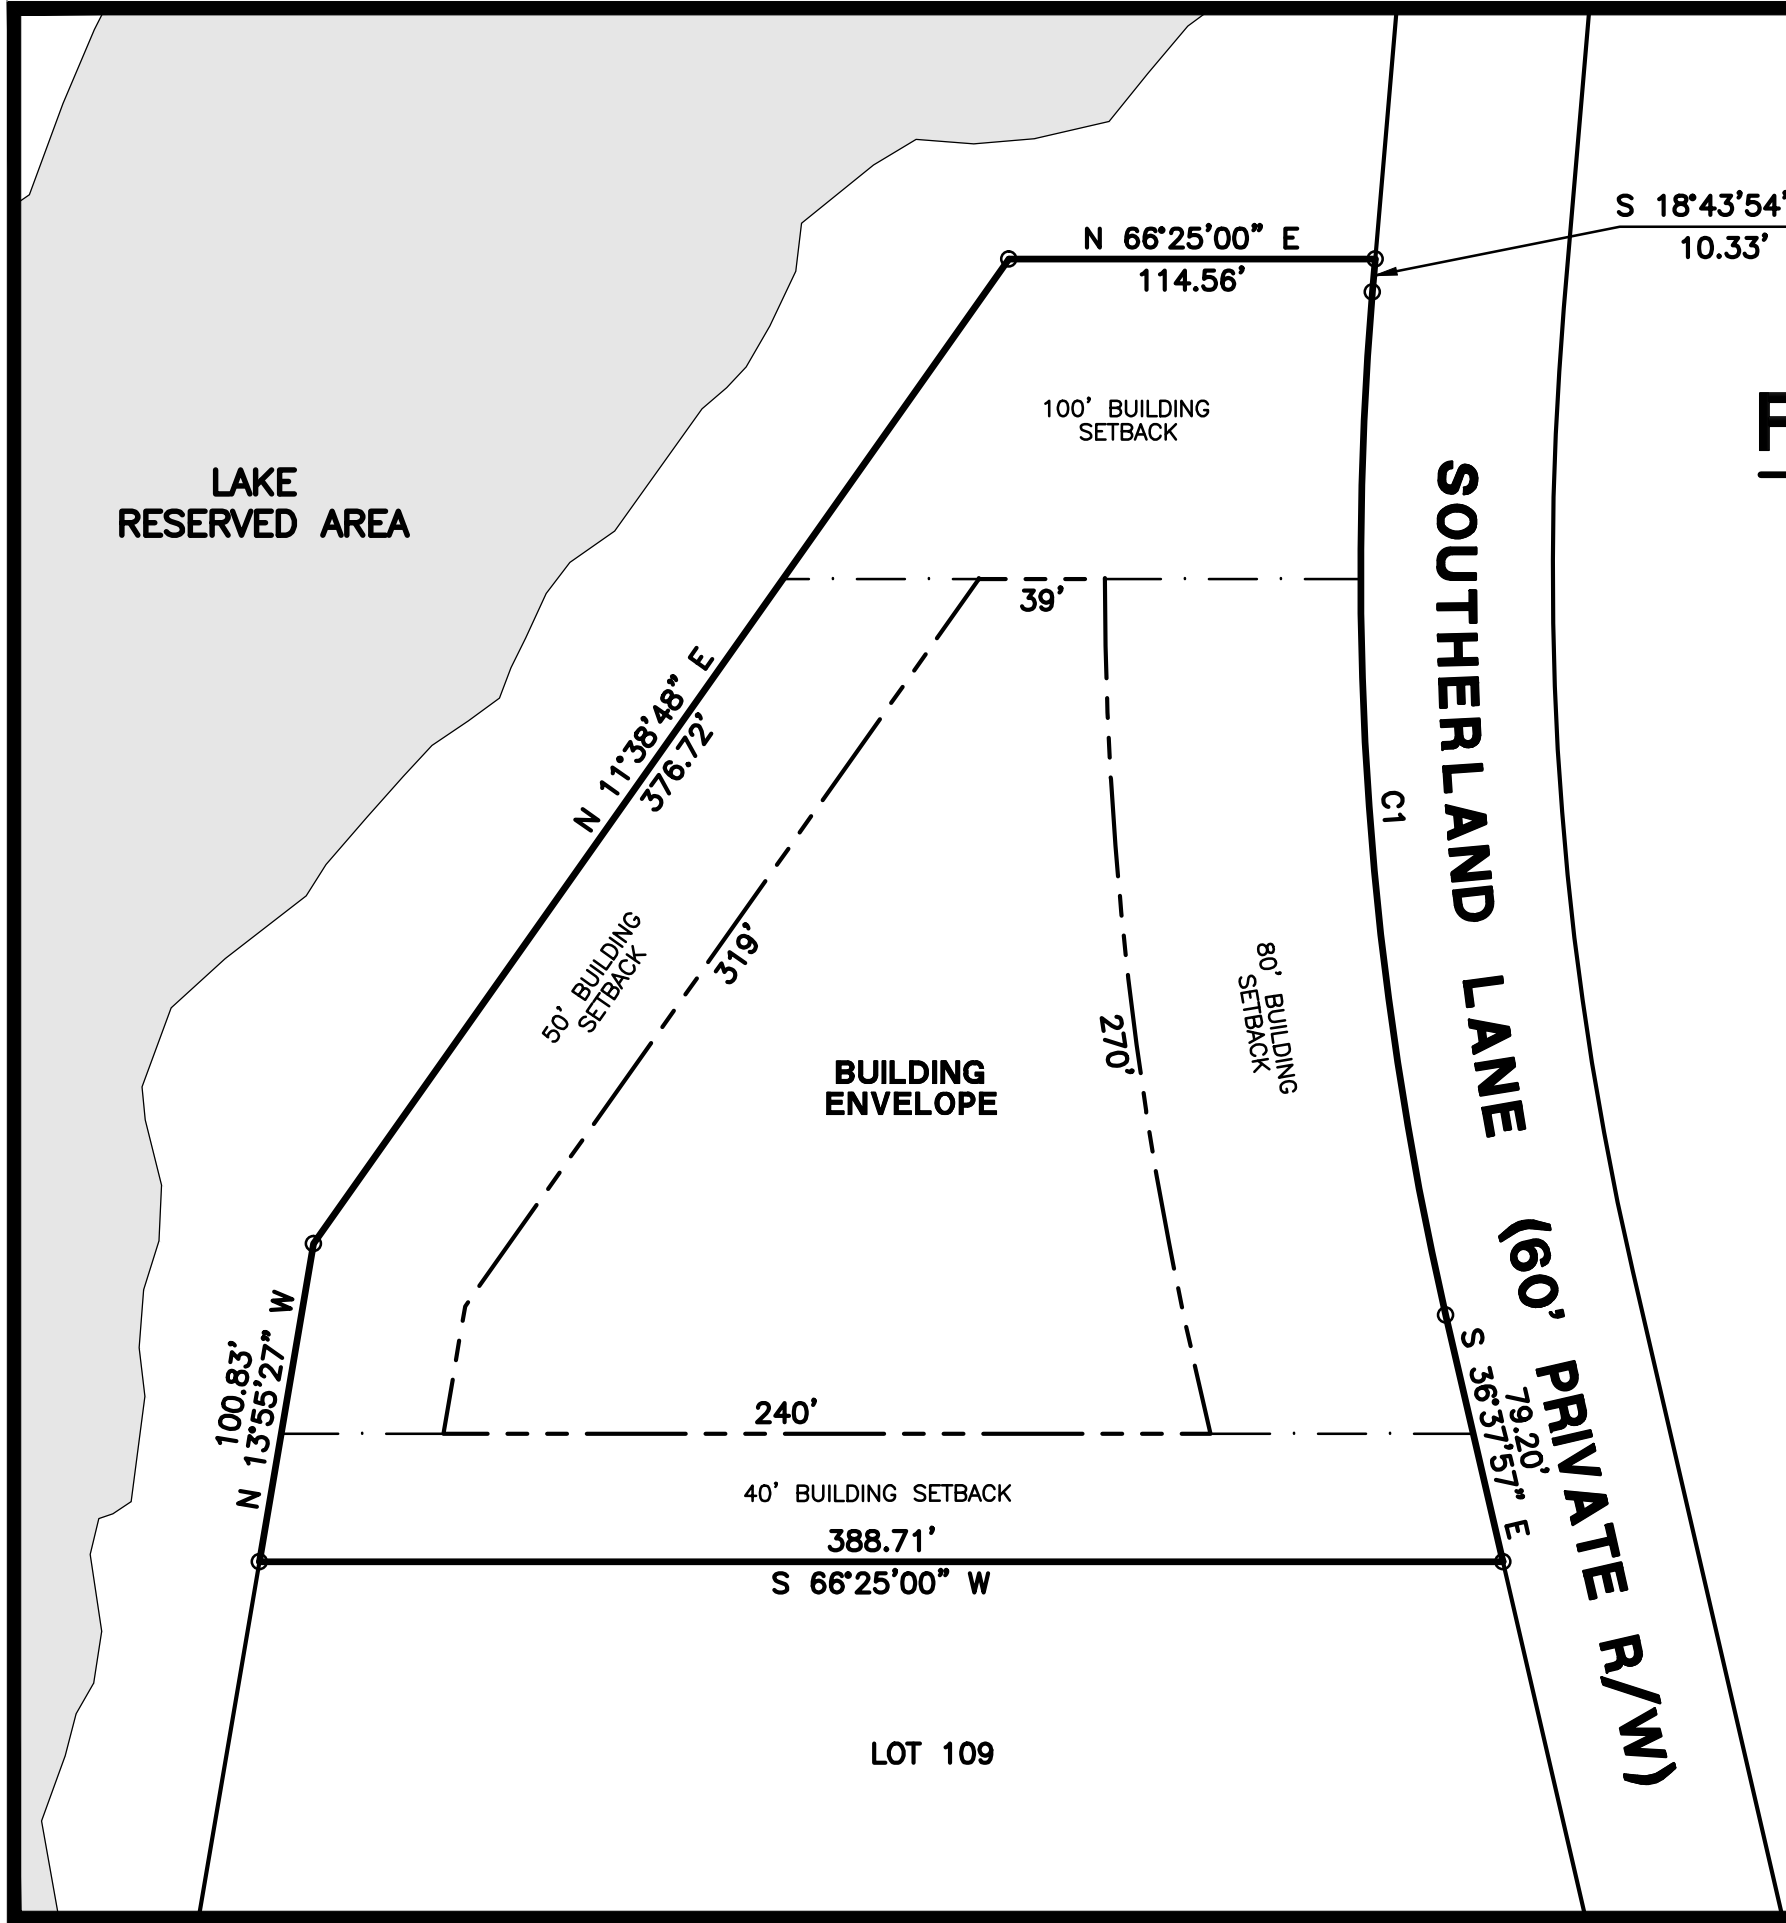 S 18°43'54"
10.33'
N 66°25'00" E
114.56'
100' BUILDING
SETBACK
LAKE
RESERVED AREA
39'
N 11°38'48" E
376.72'
C1
SOUTHERLAND LANE (60' PRIVATE R/W)
50' BUILDING
SETBACK
319'
270'
80' BUILDING
SETBACK
BUILDING
ENVELOPE
100.83'
N 13°55'27" W
S 36°37'57" E
79.20'
240'
40' BUILDING SETBACK
388.71'
S 66°25'00" W
LOT 109